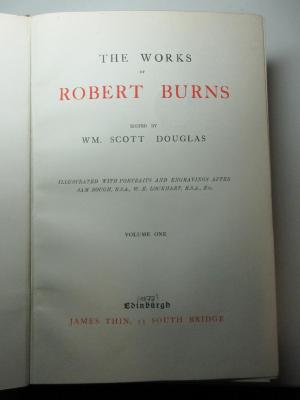 THE WORKS
OF
ROBERT BURNS
EDITED BY
WM. SCOTT DOUGLAS
ILLUSTRATED WITH PORTRAITS AND ENGRAVINGS AFTER
SAM BOUGH, R.S.A., W. E. LOCKHART, R.S.A., Etc.
VOLUME ONE
Edinburgh
JAMES THIN, 55 SOUTH BRIDGE